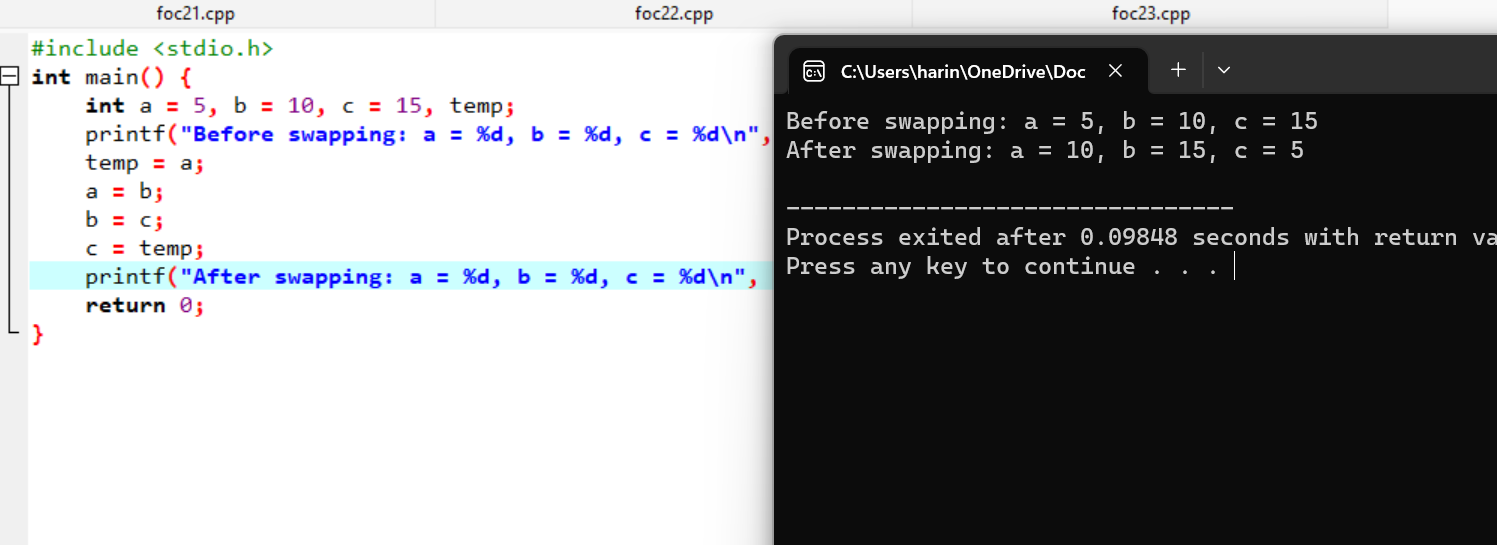 foc21.cpp foc22.cpp foc23.cpp
#include <stdio.h>
int main() {
    int a = 5, b = 10, c = 15, temp;
    printf("Before swapping: a = %d, b = %d, c = %d\n",
    temp = a;
    a = b;
    b = c;
    c = temp;
    printf("After swapping: a = %d, b = %d, c = %d\n",
    return 0;
}
C:\Users\harin\OneDrive\Doc
Before swapping: a = 5, b = 10, c = 15
After swapping: a = 10, b = 15, c = 5
--------------------------------
Process exited after 0.09848 seconds with return va
Press any key to continue . . .